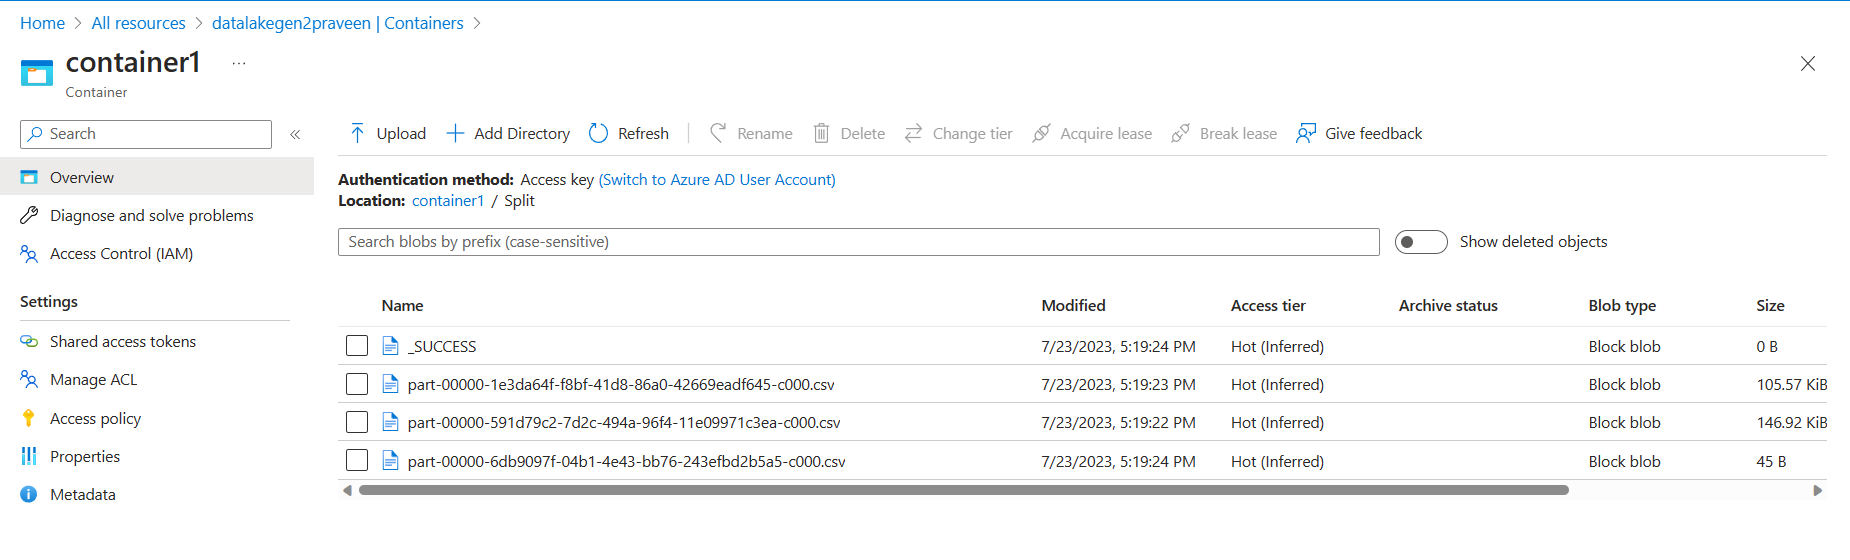 Home > All resources > datalakegen2praveen | Containers >
container1 ...
Container
Search «
Overview
Diagnose and solve problems
Access Control (IAM)
Settings
Shared access tokens
Manage ACL
Access policy
Properties
Metadata
Upload Add Directory Refresh Rename Delete Change tier Acquire lease Break lease Give feedback
Authentication method: Access key (Switch to Azure AD User Account)
Location: container1 / Split
Search blobs by prefix (case-sensitive) Show deleted objects
Name Modified Access tier Archive status Blob type Size
_SUCCESS 7/23/2023, 5:19:24 PM Hot (Inferred) Block blob 0 B
part-00000-1e3da64f-f8bf-41d8-86a0-42669eadf645-c000.csv 7/23/2023, 5:19:23 PM Hot (Inferred) Block blob 105.57 KiB
part-00000-591d79c2-7d2c-494a-96f4-11e09971c3ea-c000.csv 7/23/2023, 5:19:22 PM Hot (Inferred) Block blob 146.92 KiB
part-00000-6db9097f-04b1-4e43-bb76-243efbd2b5a5-c000.csv 7/23/2023, 5:19:24 PM Hot (Inferred) Block blob 45 B